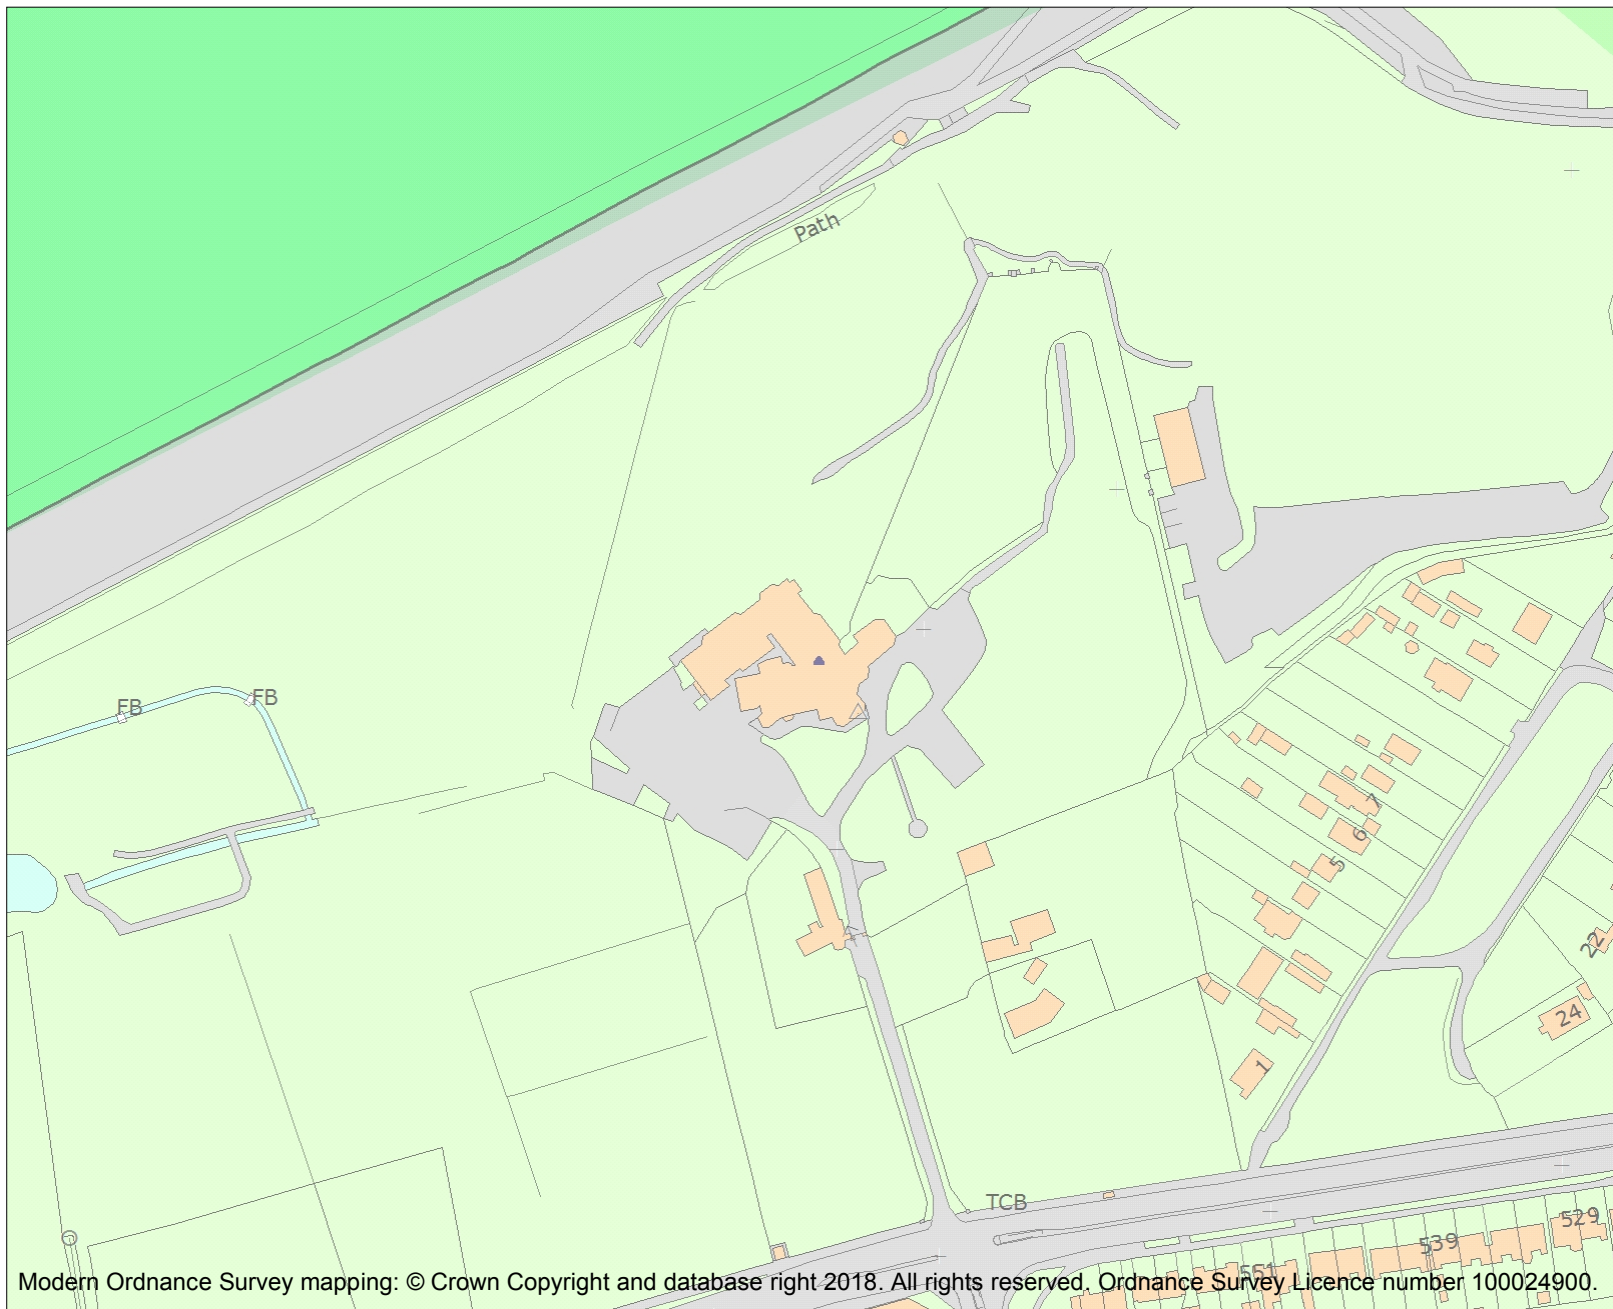 Path
FB
FB
7
6
5
22
24
1
TCB
529
539
551
Modern Ordnance Survey mapping: © Crown Copyright and database right 2018. All rights reserved. Ordnance Survey Licence number 100024900.